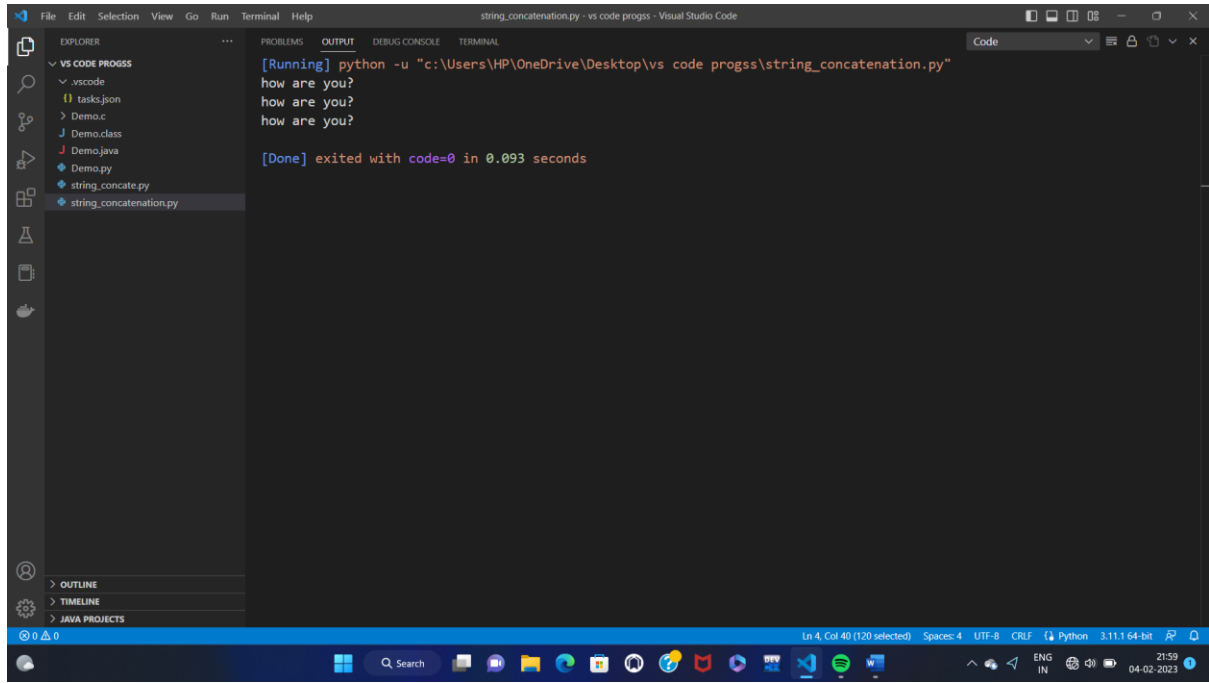 File Edit Selection View Go Run Terminal Help string_concatenation.py - vs code progss - Visual Studio Code
EXPLORER
VS CODE PROGSS
.vscode
{} tasks.json
Demo.c
J Demo.class
J Demo.java
Demo.py
string_concate.py
string_concatenation.py
OUTLINE
TIMELINE
JAVA PROJECTS
PROBLEMS OUTPUT DEBUG CONSOLE TERMINAL Code
[Running] python -u "c:\Users\HP\OneDrive\Desktop\vs code progss\string_concatenation.py"
how are you?
how are you?
how are you?
[Done] exited with code=0 in 0.093 seconds
0 0 Ln 4, Col 40 (120 selected) Spaces: 4 UTF-8 CRLF Python 3.11.1 64-bit
Search DEV ENG 21:59
IN 04-02-2023 1